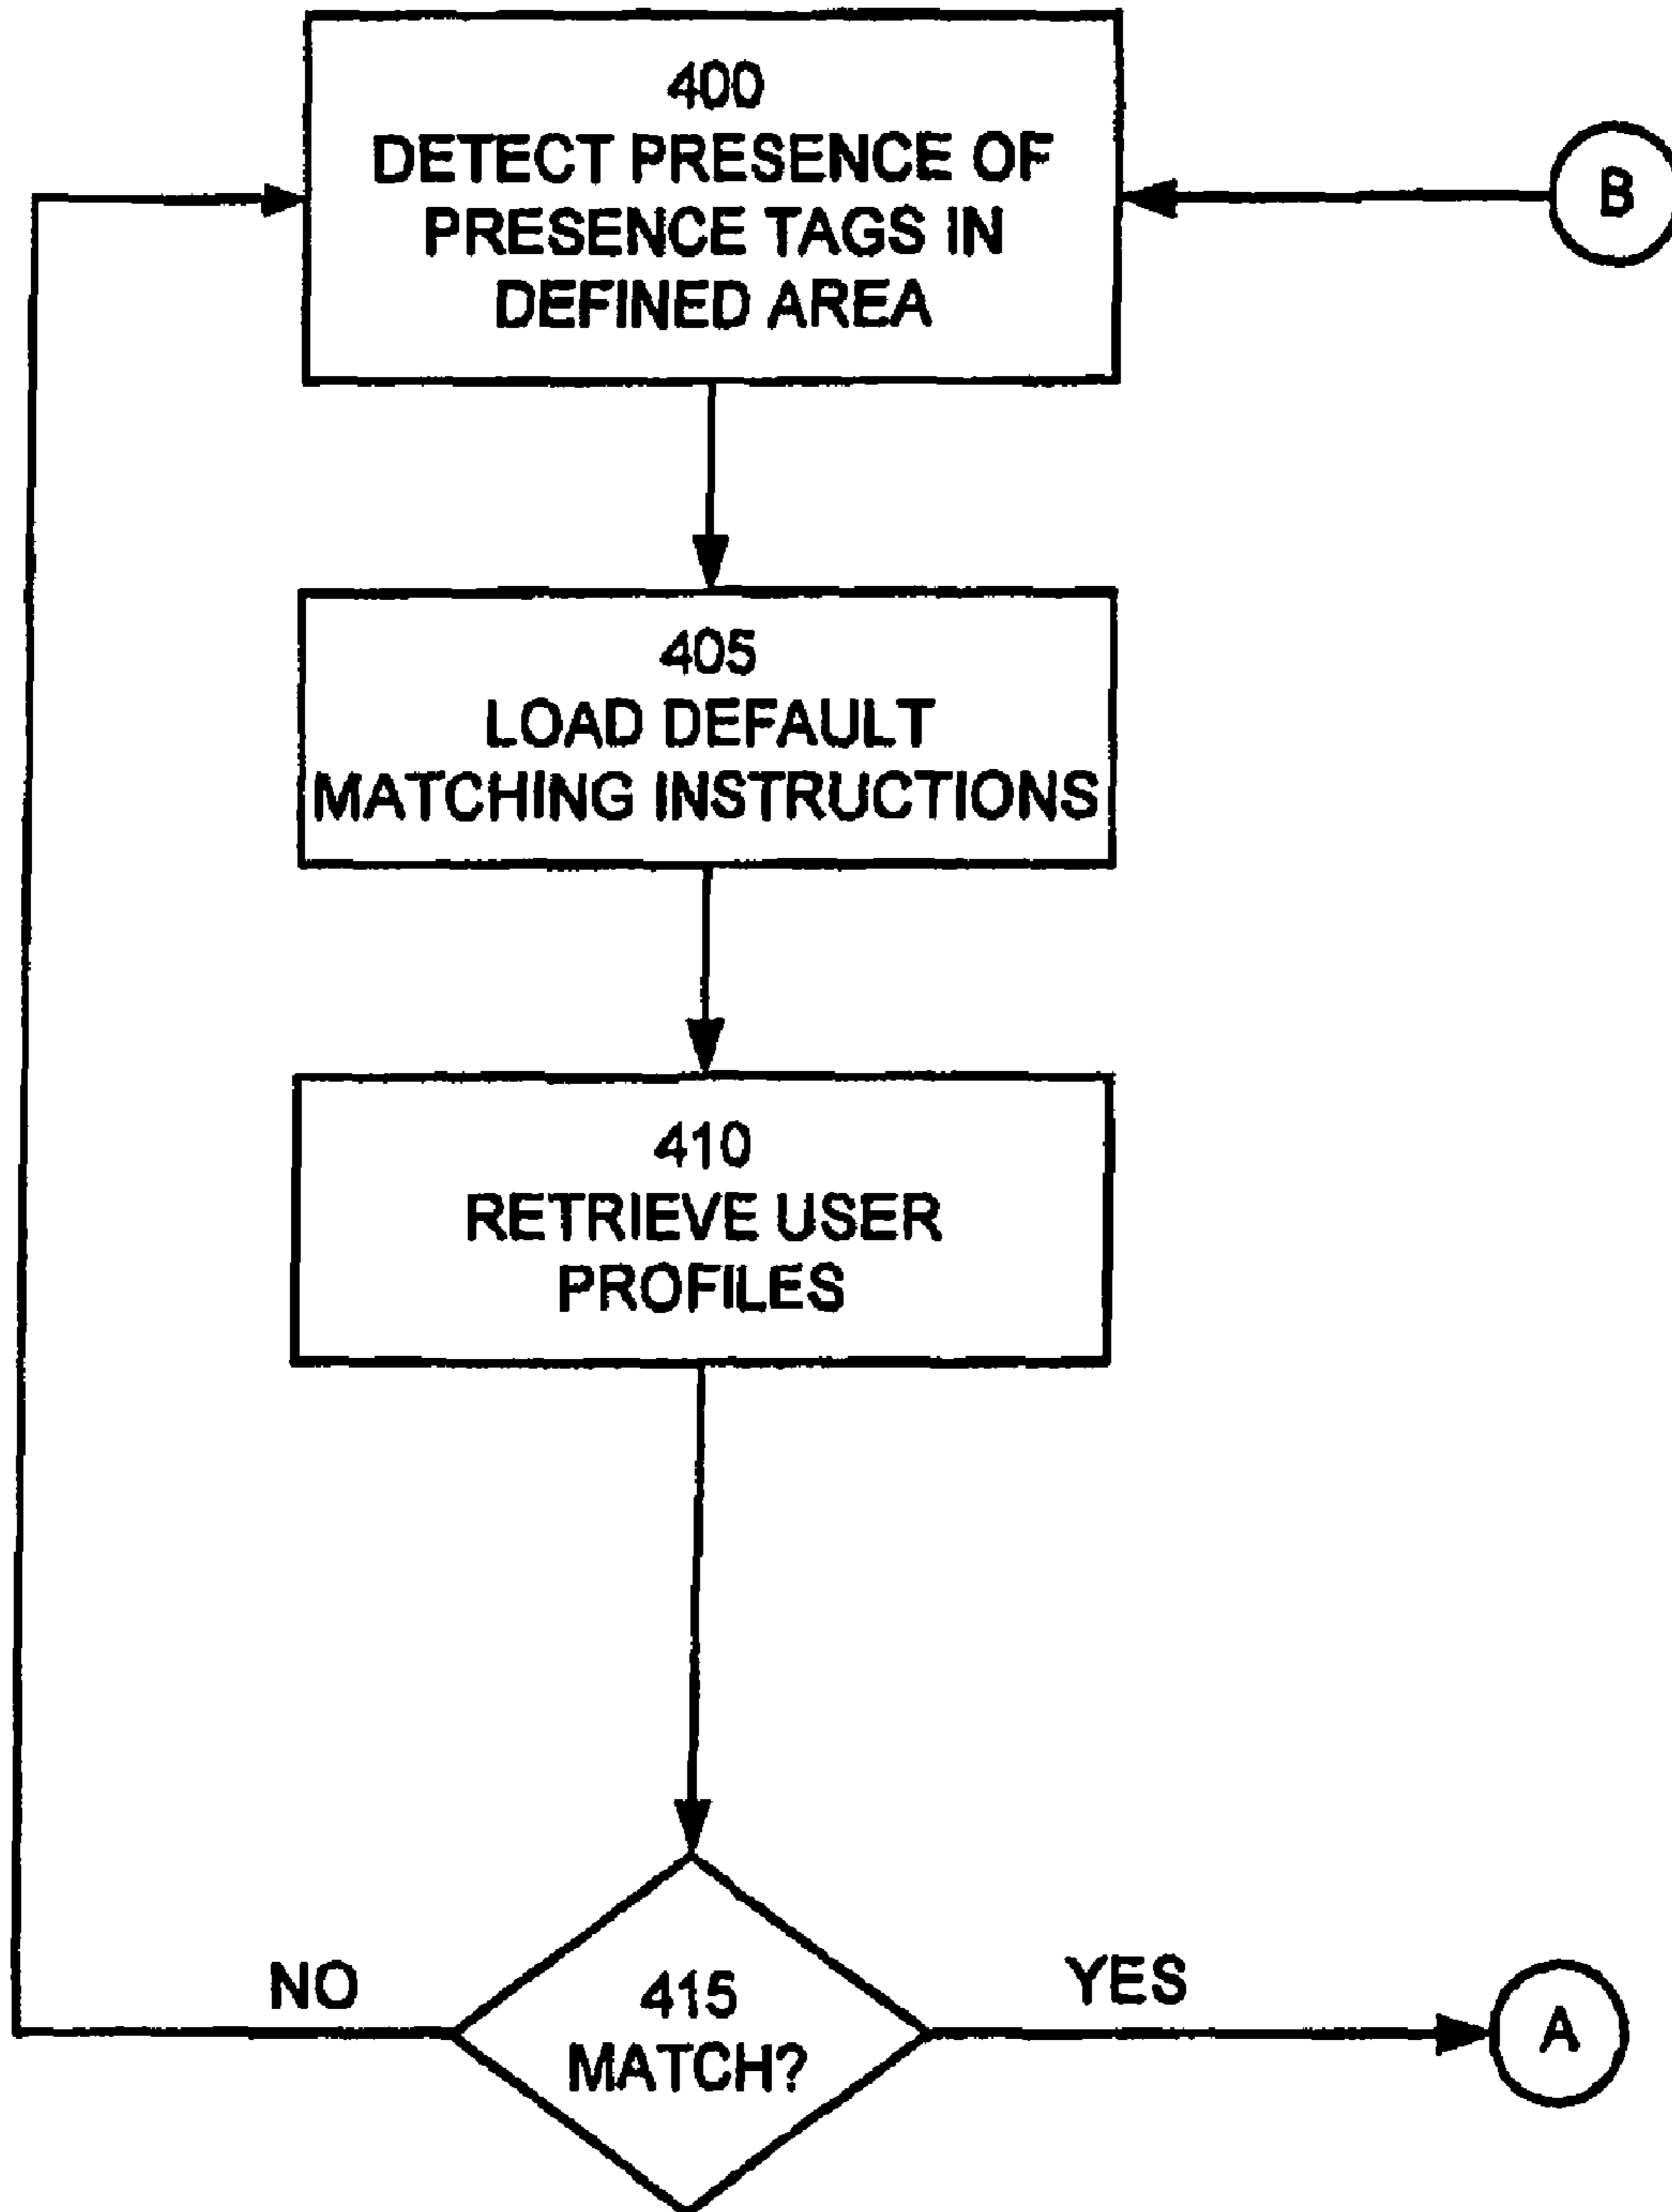 400
DETECT PRESENCE OF
PRESENCE TAGS IN
DEFINED AREA
B
405
LOAD DEFAULT
MATCHING INSTRUCTIONS
410
RETRIEVE USER
PROFILES
NO
415
MATCH?
YES
A